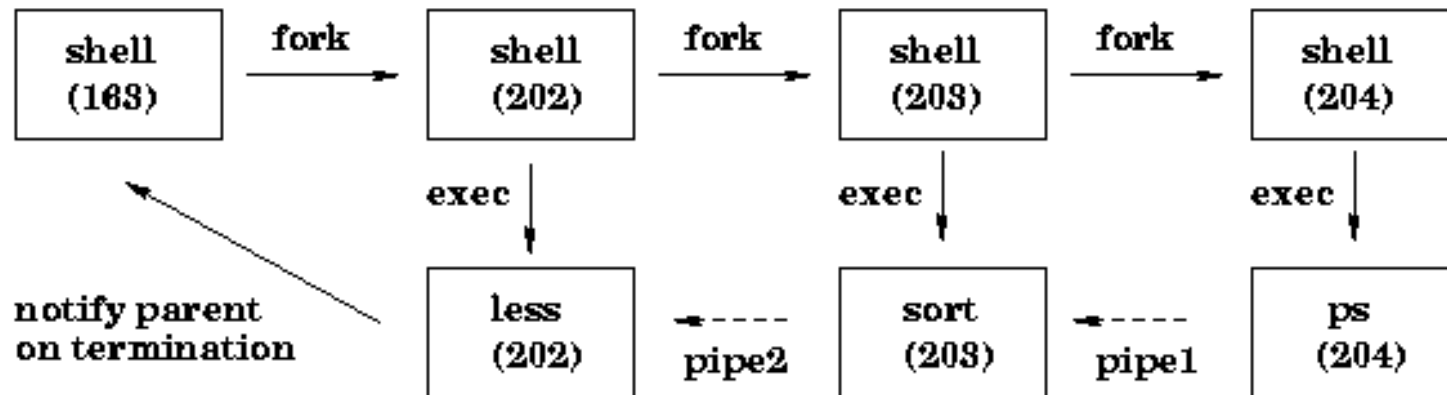 shell
(163)
fork
shell
(202)
fork
shell
(203)
fork
shell
(204)
exec
exec
exec
notify parent
on termination
less
(202)
pipe2
sort
(203)
pipe1
ps
(204)